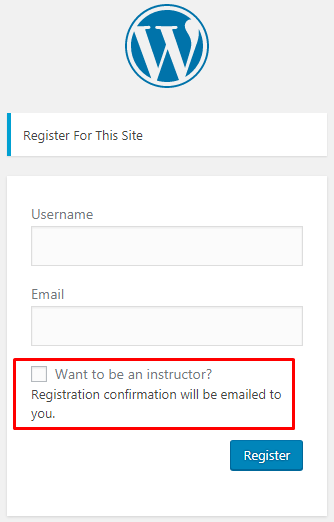 Register For This Site
Username
Email
Want to be an instructor?
Registration confirmation will be emailed to
you.
Register